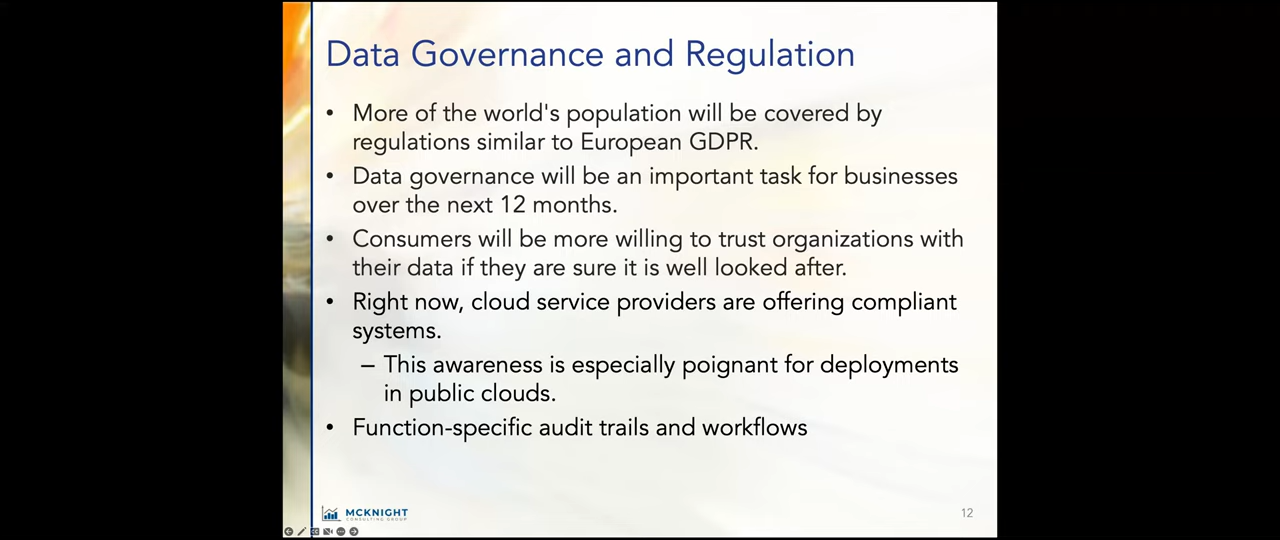 Data Governance and Regulation
• More of the world's population will be covered by
regulations similar to European GDPR.
• Data governance will be an important task for businesses
over the next 12 months.
• Consumers will be more willing to trust organizations with
their data if they are sure it is well looked after.
• Right now, cloud service providers are offering compliant
systems.
– This awareness is especially poignant for deployments
in public clouds.
• Function-specific audit trails and workflows
MCKNIGHT
CONSULTING GROUP
12